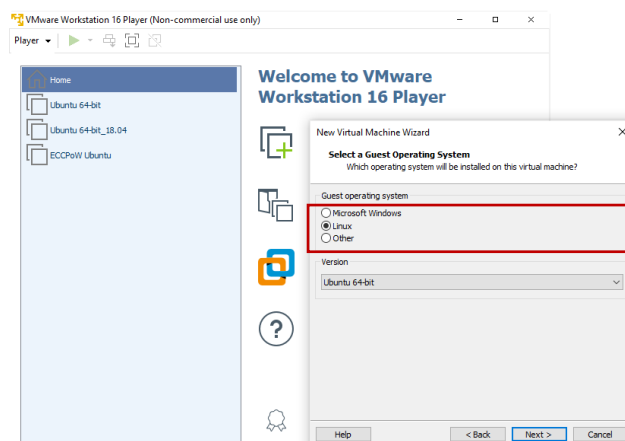 VMware Workstation 16 Player (Non-commercial use only)
Player
Home
Ubuntu 64-bit
Ubuntu 64-bit_18.04
ECCPoW Ubuntu
Welcome to VMware
Workstation 16 Player
New Virtual Machine Wizard
Select a Guest Operating System
Which operating system will be installed on this virtual machine?
Guest operating system
Microsoft Windows
Linux
Other
Version
Ubuntu 64-bit
Help
< Back
Next >
Cancel